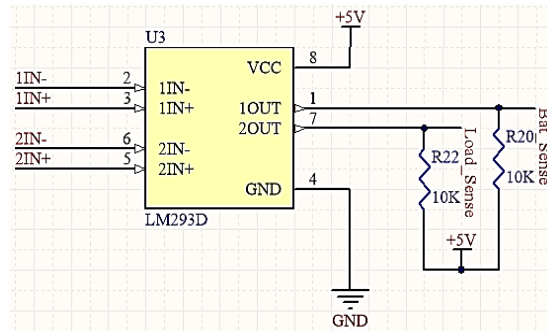 +5V
U3
8
VCC
1IN-
2
1IN-
1IN+
3
1IN+
1OUT
1
2OUT
7
2IN-
6
2IN-
2IN+
5
2IN+
GND
4
LM293D
R22
10K
Load_Sense
R20
10K
Bat_Sense
+5V
GND